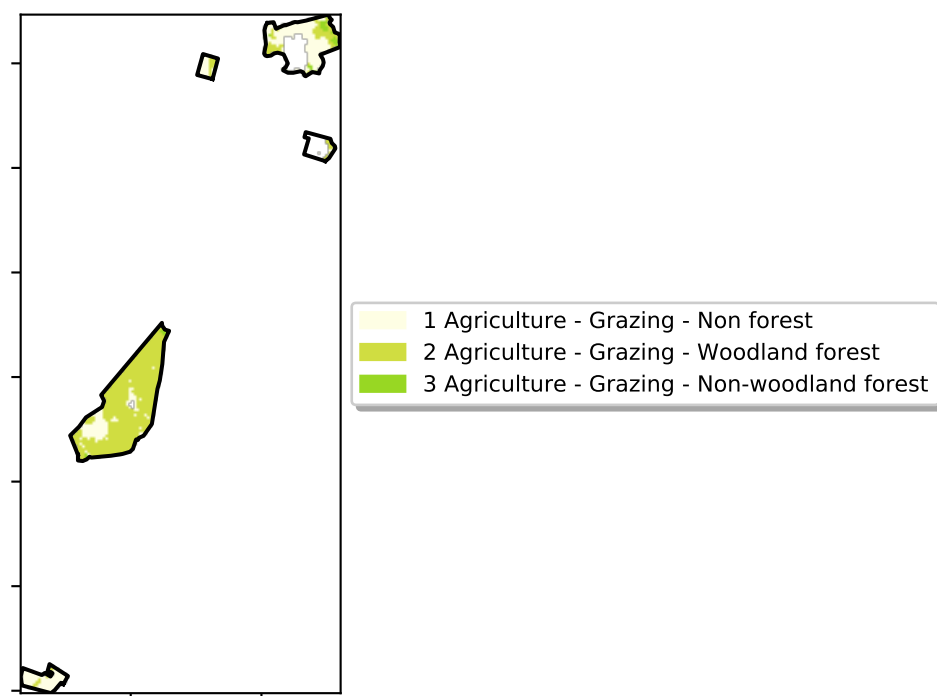 1 Agriculture - Grazing - Non forest
2 Agriculture - Grazing - Woodland forest
3 Agriculture - Grazing - Non-woodland forest